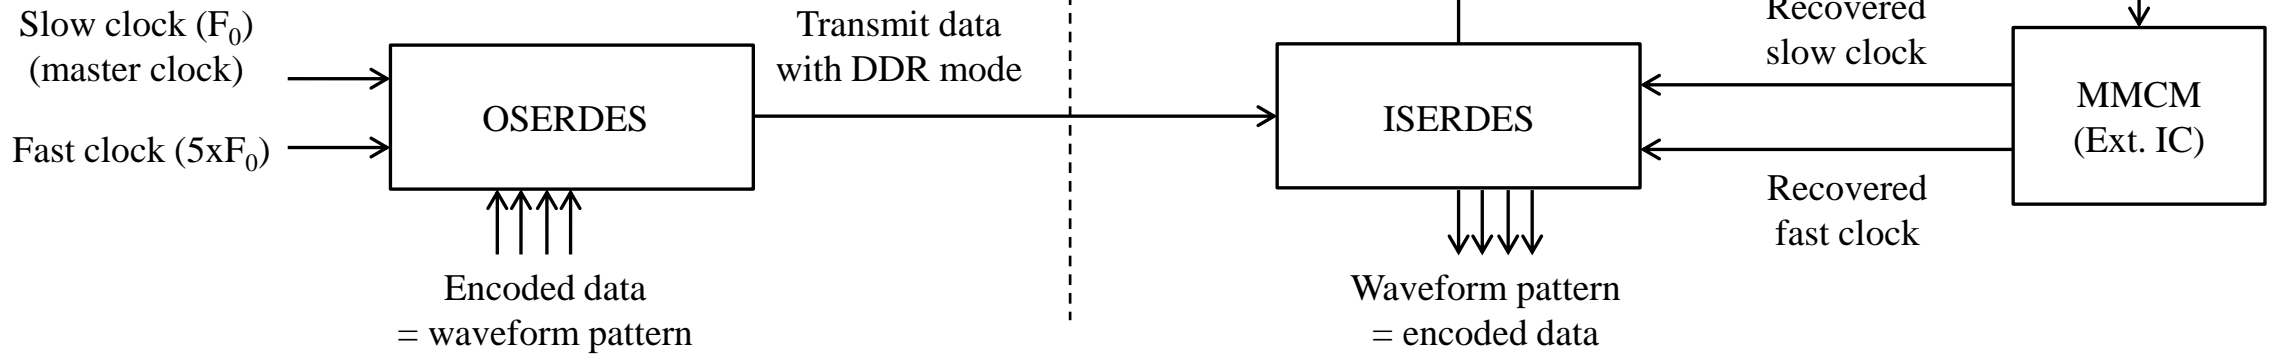 Slow clock (F₀)
(master clock)
Fast clock (5xF₀)
OSERDES
Encoded data
= waveform pattern
Transmit data
with DDR mode
ISERDES
Waveform pattern
= encoded data
Recovered
slow clock
Recovered
fast clock
MMCM
(Ext. IC)